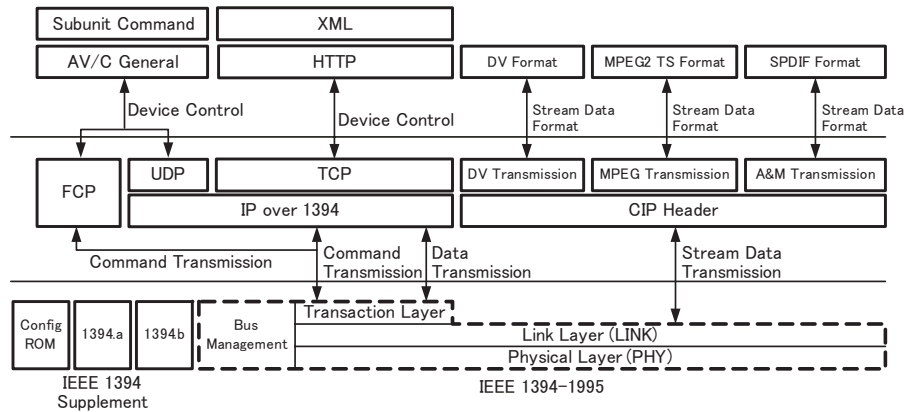 Subunit Command
XML
AV/C General
HTTP
DV Format
MPEG2 TS Format
SPDIF Format
Device Control
Device Control
Stream Data
Format
Stream Data
Format
Stream Data
Format
FCP
UDP
TCP
DV Transmission
MPEG Transmission
A&M Transmission
IP over 1394
CIP Header
Command Transmission
Command
Transmission
Data
Transmission
Stream Data
Transmission
Config
ROM
1394.a
1394b
Bus
Management
Transaction Layer
Link Layer (LINK)
Physical Layer (PHY)
IEEE 1394
Supplement
IEEE 1394-1995